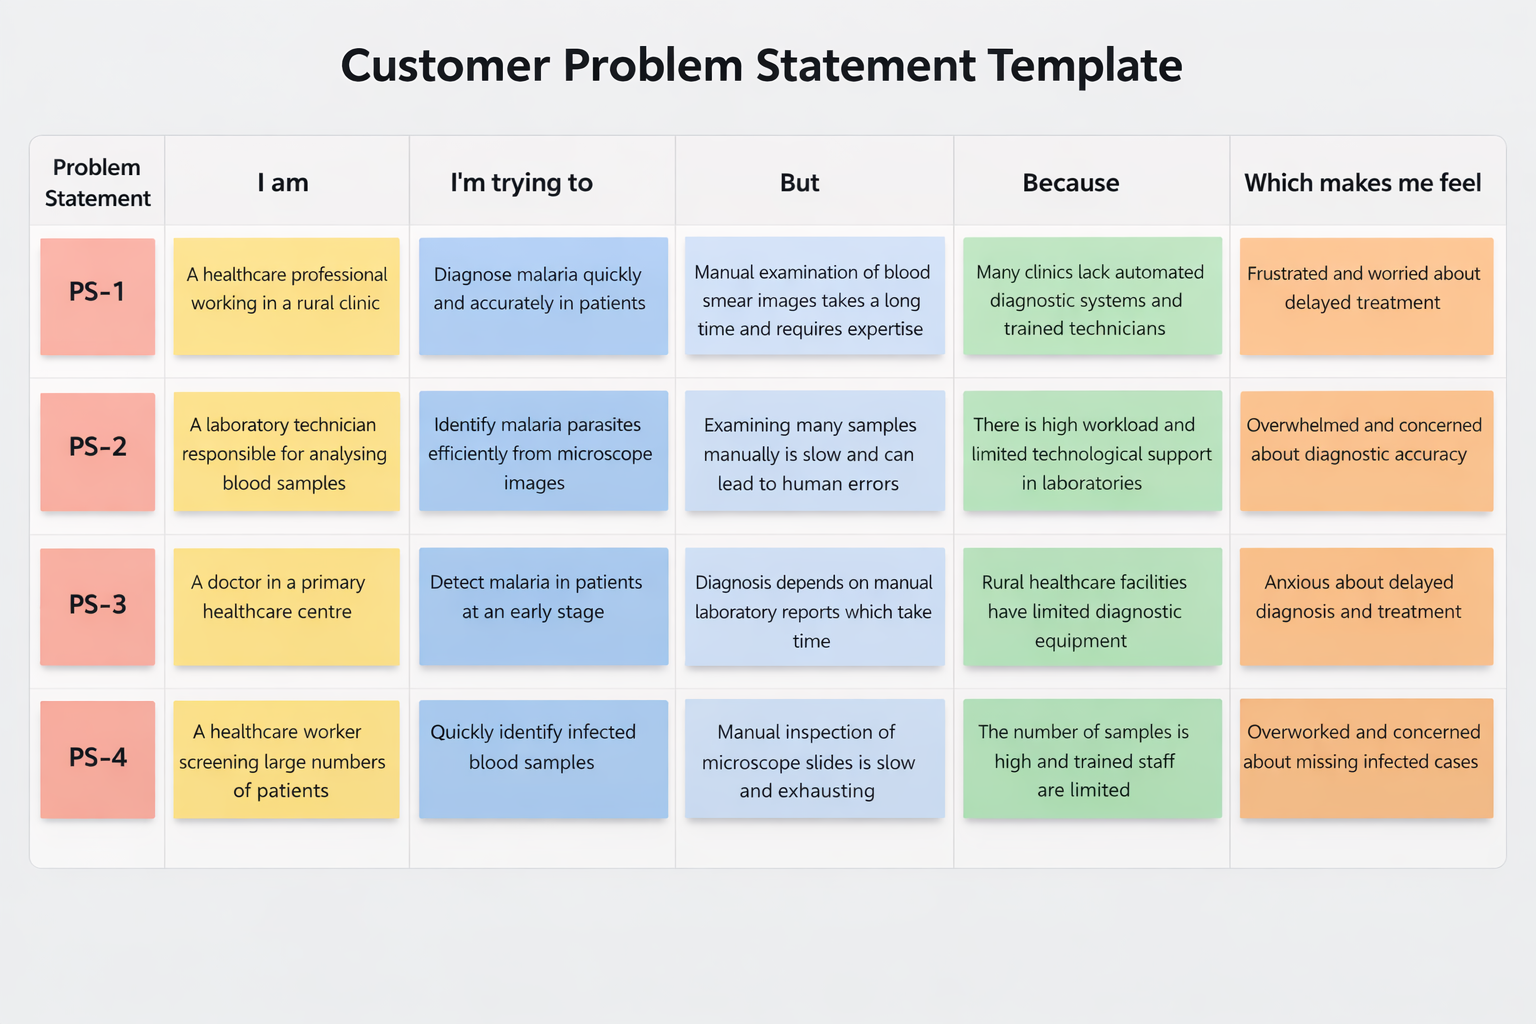 Customer Problem Statement Template
Problem
Statement
I am
I'm trying to
But
Because
Which makes me feel
PS-1
A healthcare professional
working in a rural clinic
Diagnose malaria quickly
and accurately in patients
Manual examination of blood
smear images takes a long
time and requires expertise
Many clinics lack automated
diagnostic systems and
trained technicians
Frustrated and worried about
delayed treatment
PS-2
A laboratory technician
responsible for analysing
blood samples
Identify malaria parasites
efficiently from microscope
images
Examining many samples
manually is slow and can
lead to human errors
There is high workload and
limited technological support
in laboratories
Overwhelmed and concerned
about diagnostic accuracy
PS-3
A doctor in a primary
healthcare centre
Detect malaria in patients
at an early stage
Diagnosis depends on manual
laboratory reports which take
time
Rural healthcare facilities
have limited diagnostic
equipment
Anxious about delayed
diagnosis and treatment
PS-4
A healthcare worker
screening large numbers
of patients
Quickly identify infected
blood samples
Manual inspection of
microscope slides is slow
and exhausting
The number of samples is
high and trained staff
are limited
Overworked and concerned
about missing infected cases